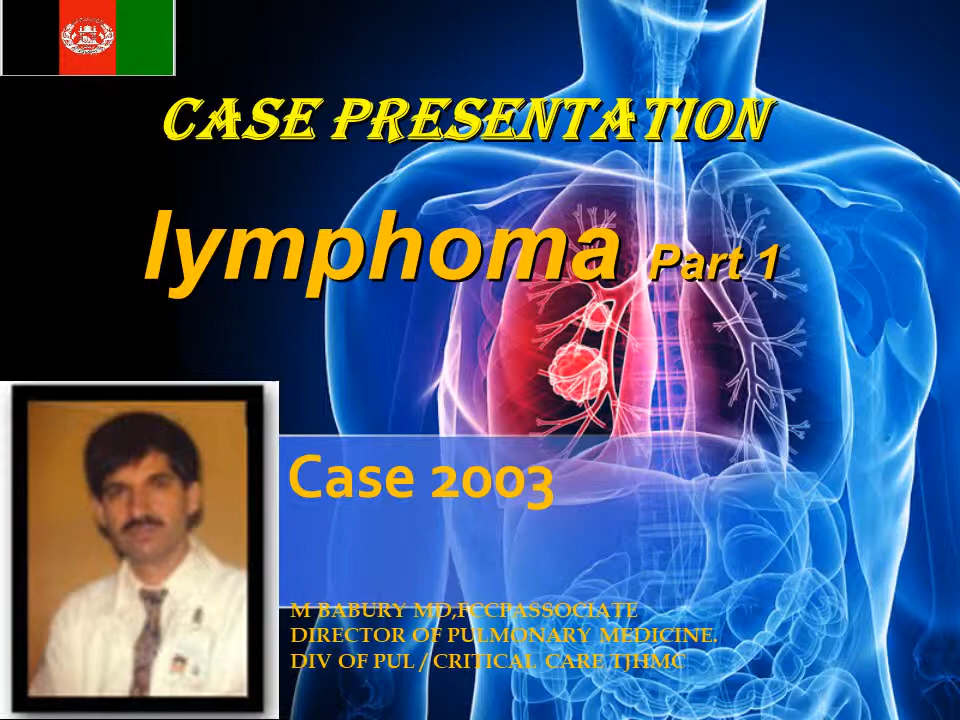 CASE PRESENTATION
lymphoma Part 1
Case 2003
M BABURY MD,FCCPASSOCIATE
DIRECTOR OF PULMONARY MEDICINE.
DIV OF PUL / CRITICAL CARE TJHMC